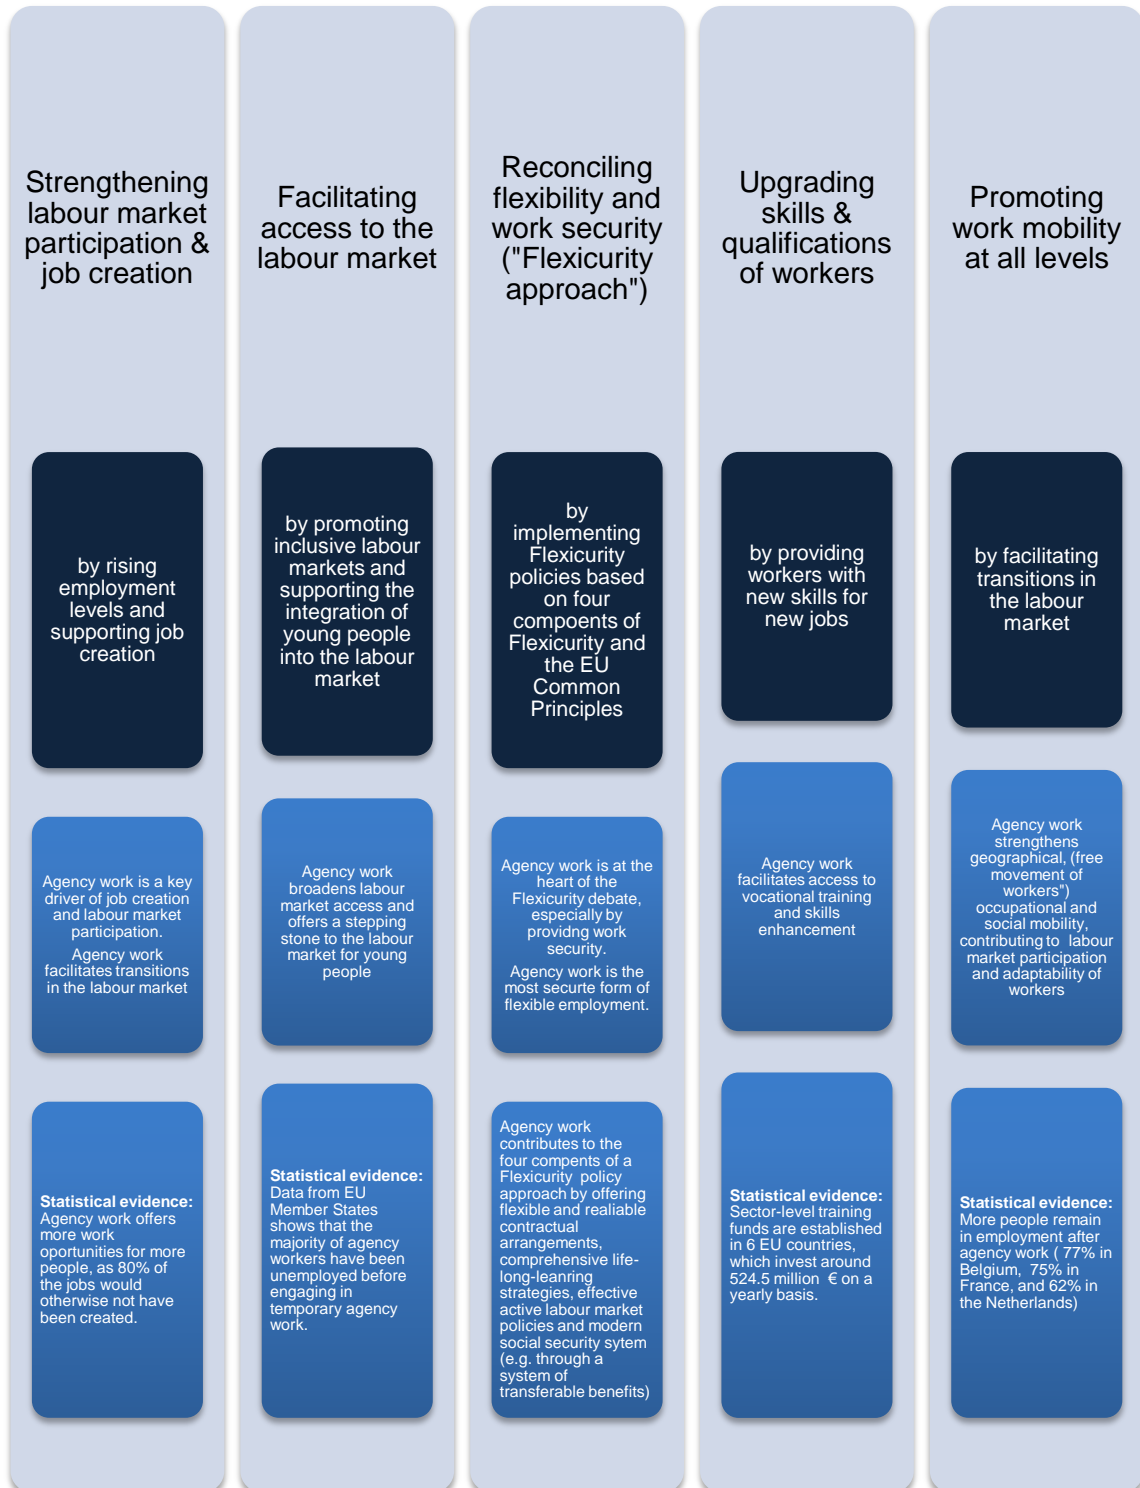 Strengthening
labour market
participation &
job creation
by rising
employment
levels and
supporting job
creation
Agency work is a key
driver of job creation
and labour market
participation.
Agency work
facilitates transitions
in the labour market
Statistical evidence:
Agency work offers
more work
oportunities for more
people, as 80% of
the jobs would
otherwise not have
been created.
Facilitating
access to the
labour market
by promoting
inclusive labour
markets and
supporting the
integration of
young people
into the labour
market
Agency work
broadens labour
market access and
offers a stepping
stone to the labour
market for young
people
Statistical evidence:
Data from EU
Member States
shows that the
majority of agency
workers have been
unemployed before
engaging in
temporary agency
work.
Reconciling
flexibility and
work security
("Flexicurity
approach")
by
implementing
Flexicurity
policies based
on four
compoents of
Flexicurity and
the EU
Common
Principles
Agency work is at the
heart of the
Flexicurity debate,
especially by
providng work
security.
Agency work is the
most securte form of
flexible employment.
Agency work
contributes to the
four compents of a
Flexicurity policy
approach by offering
flexible and realiable
contractual
arrangements,
comprehensive life-
long-leanring
strategies, effective
active labour market
policies and modern
social security sytem
(e.g. through a
system of
transferable benefits)
Upgrading
skills &
qualifications
of workers
by providing
workers with
new skills for
new jobs
Agency work
facilitates access to
vocational training
and skills
enhancement
Statistical evidence:
Sector-level training
funds are established
in 6 EU countries,
which invest around
524.5 million € on a
yearly basis.
Promoting
work mobility
at all levels
by facilitating
transitions in
the labour
market
Agency work
strengthens
geographical, (free
movement of
workers")
occupational and
social mobility,
contributing to labour
market participation
and adaptability of
workers
Statistical evidence:
More people remain
in employment after
agency work ( 77% in
Belgium, 75% in
France, and 62% in
the Netherlands)